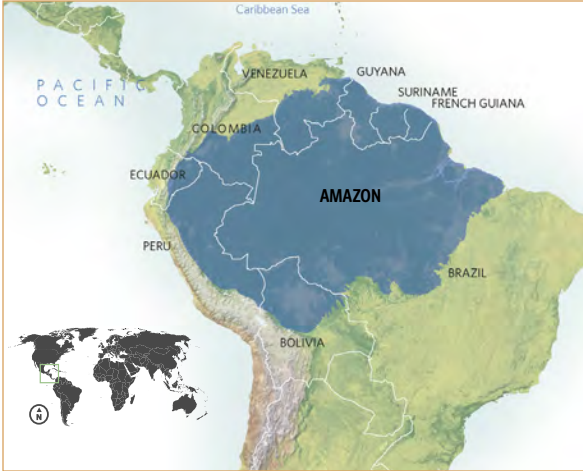 Caribbean Sea
VENEZUELA
GUYANA
PACIFIC
OCEAN
SURINAME
FRENCH GUIANA
COLOMBIA
ECUADOR
AMAZON
PERU
BRAZIL
BOLIVIA
N